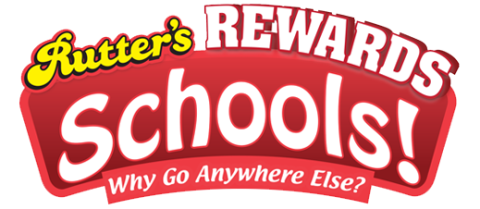 Rutter's REWARDS
Schools!
Why Go Anywhere Else?